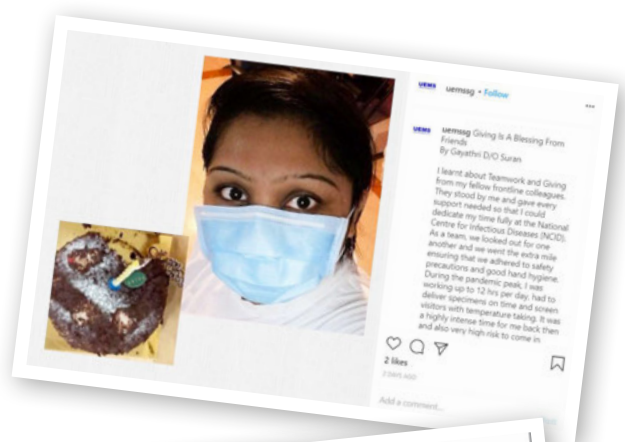 UEMS uemssg • Follow
UEMS uemssg Giving Is A Blessing From
Friends
By Gayathri D/O Suran
I learnt about Teamwork and Giving
from my fellow frontline colleagues.
They stood by me and gave every
support needed so that I could
dedicate my time fully at the National
Centre for Infectious Diseases (NCID).
As a team, we looked out for one
another and we went the extra mile
ensuring that we adhered to safety
precautions and good hand hygiene.
During the pandemic peak, I was
working up to 12 hrs per day, had to
deliver specimens on time and screen
visitors with temperature taking. It was
a highly intense time for me back then
and also very high risk to come in
2 likes
2 DAYS AGO
Add a comment...